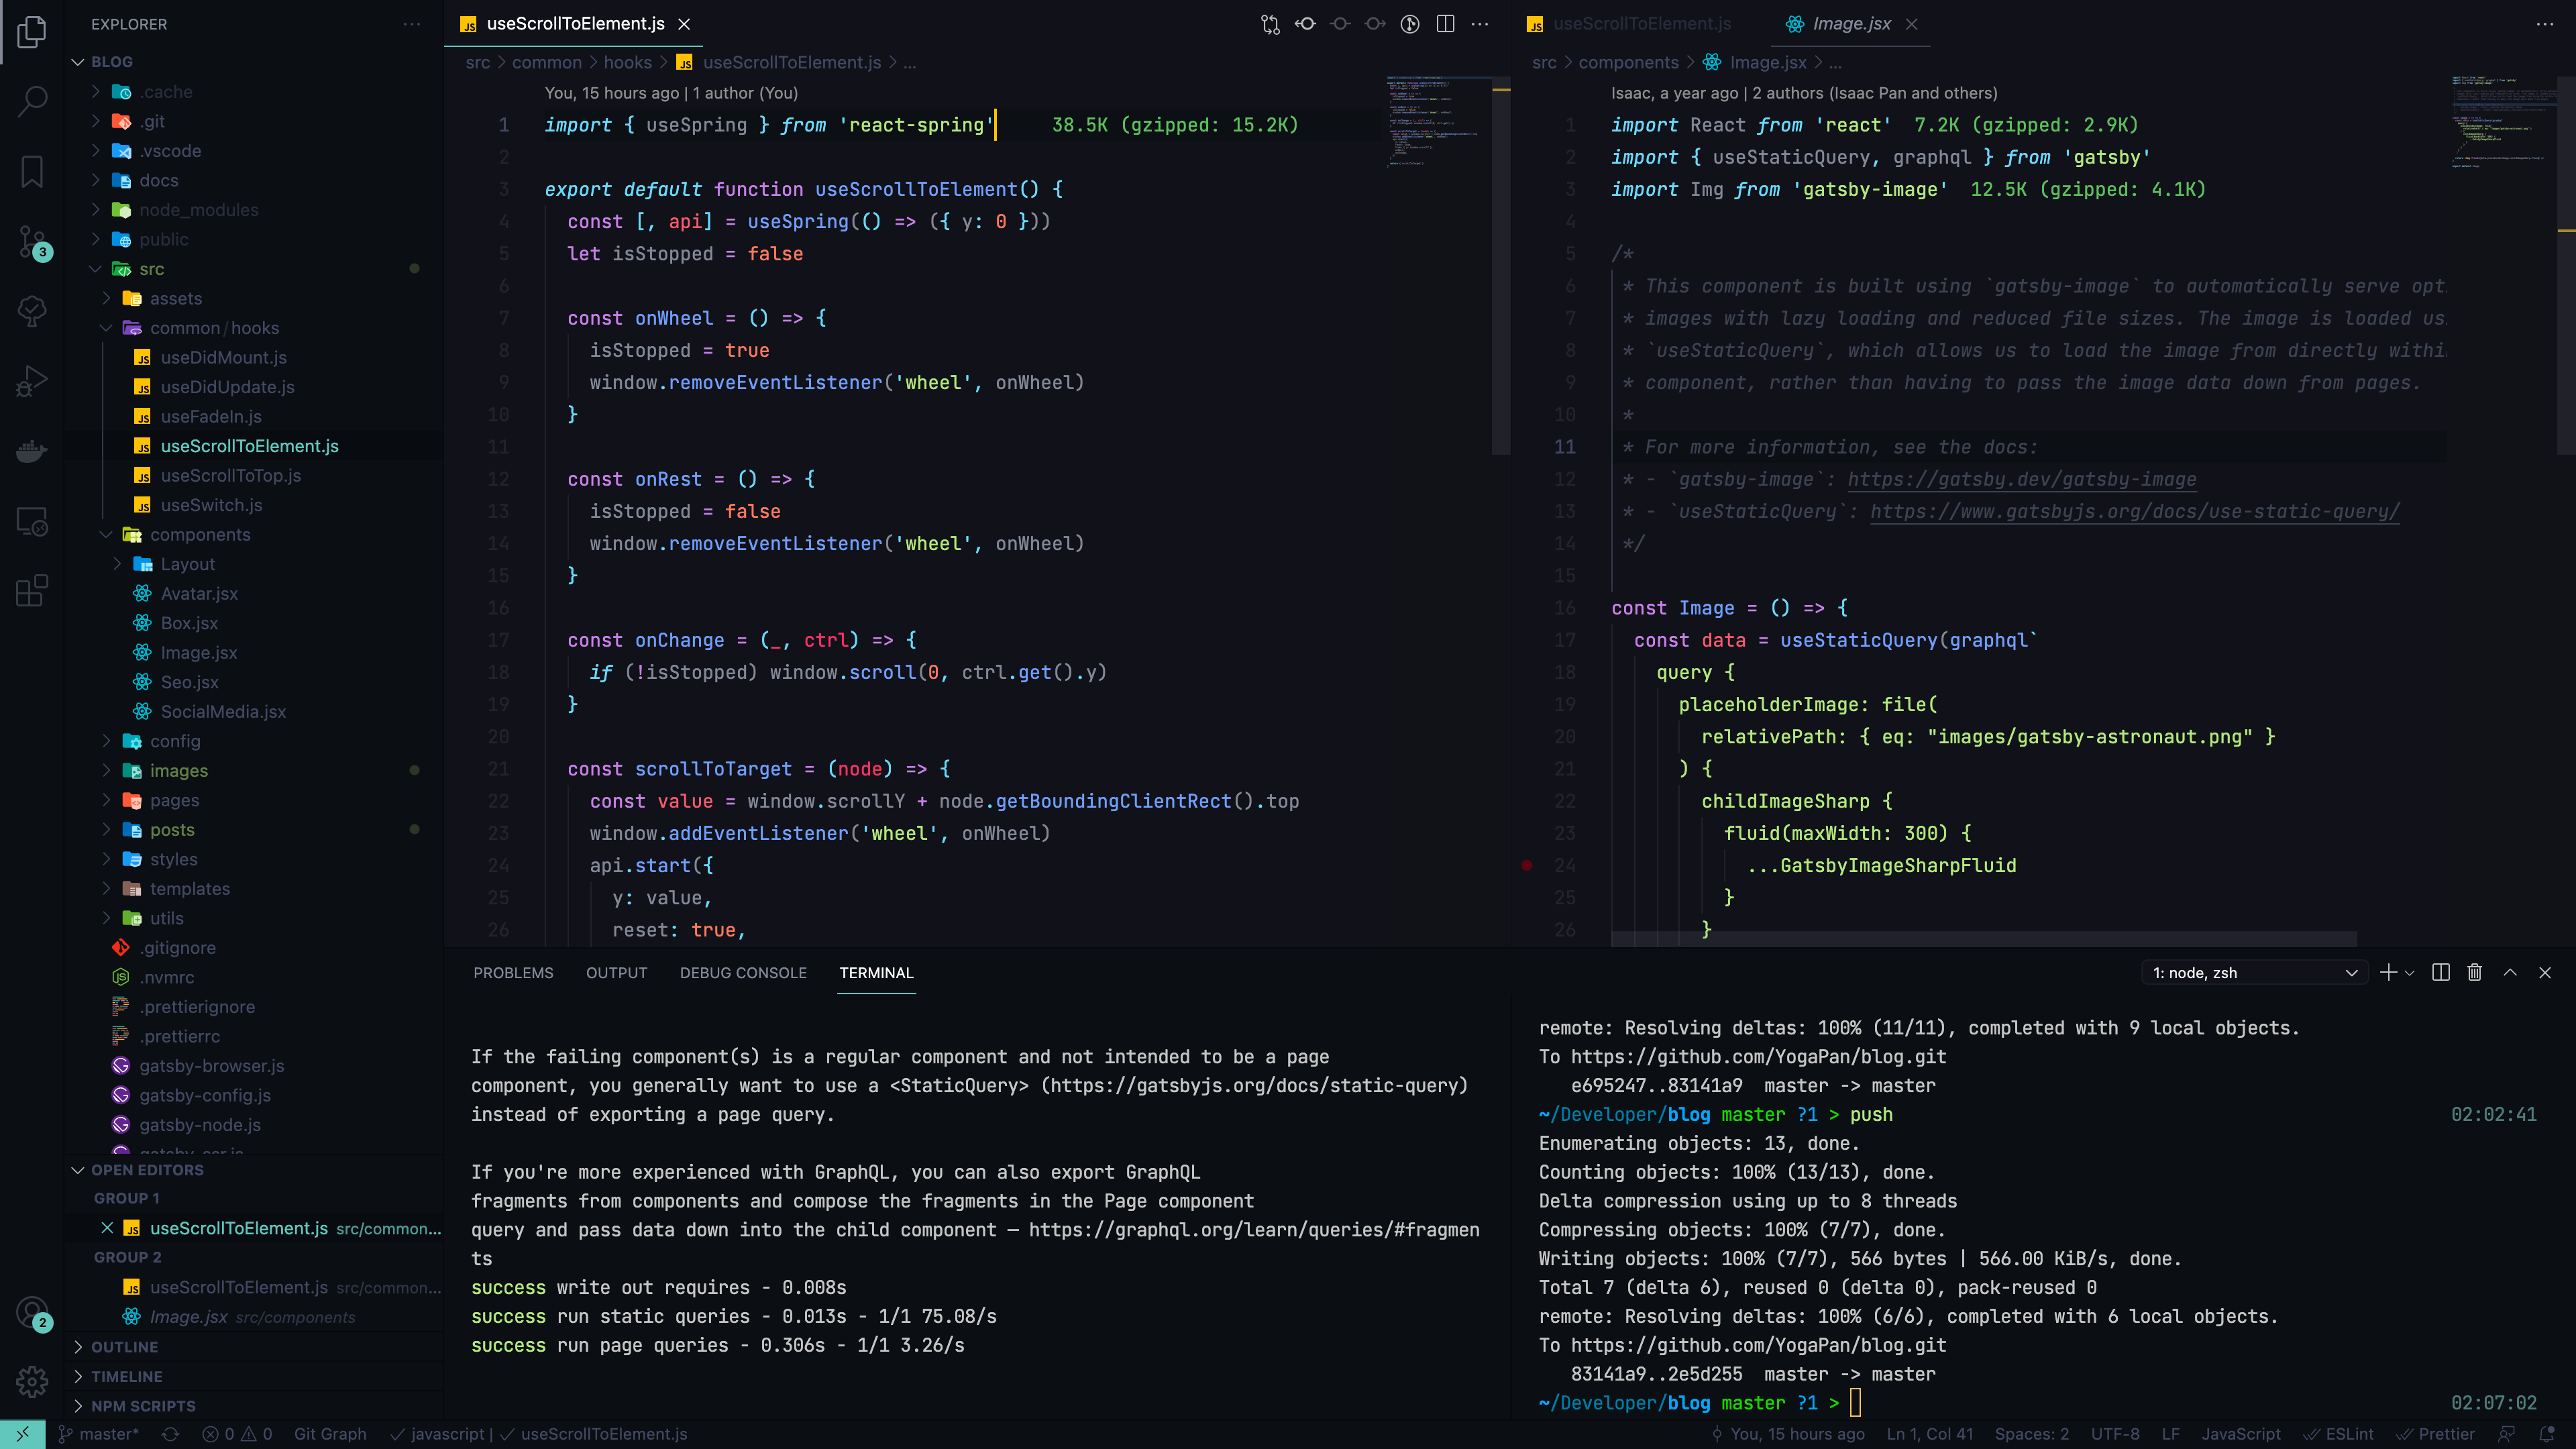 EXPLORER
BLOG
.cache
.git
.vscode
docs
node_modules
public
src
assets
common/hooks
useDidMount.js
useDidUpdate.js
useFadeIn.js
useScrollToElement.js
useScrollToTop.js
useSwitch.js
components
Layout
Avatar.jsx
Box.jsx
Image.jsx
Seo.jsx
SocialMedia.jsx
config
images
pages
posts
styles
templates
utils
.gitignore
.nvmrc
.prettierignore
.prettierrc
gatsby-browser.js
gatsby-config.js
gatsby-node.js
OPEN EDITORS
GROUP 1
useScrollToElement.js src/common...
GROUP 2
useScrollToElement.js src/common...
Image.jsx src/components
OUTLINE
TIMELINE
NPM SCRIPTS
3
2
useScrollToElement.js
src > common > hooks > useScrollToElement.js > ...
You, 15 hours ago | 1 author (You)
1 import { useSpring } from 'react-spring' 38.5K (gzipped: 15.2K)
2
3 export default function useScrollToElement() {
4 const [, api] = useSpring(() => ({ y: 0 }))
5 let isStopped = false
6
7 const onWheel = () => {
8 isStopped = true
9 window.removeEventListener('wheel', onWheel)
10 }
11
12 const onRest = () => {
13 isStopped = false
14 window.removeEventListener('wheel', onWheel)
15 }
16
17 const onChange = (_, ctrl) => {
18 if (!isStopped) window.scroll(0, ctrl.get().y)
19 }
20
21 const scrollToTarget = (node) => {
22 const value = window.scrollY + node.getBoundingClientRect().top
23 window.addEventListener('wheel', onWheel)
24 api.start({
25 y: value,
26 reset: true,
useScrollToElement.js
Image.jsx
src > components > Image.jsx > ...
Isaac, a year ago | 2 authors (Isaac Pan and others)
1 import React from 'react' 7.2K (gzipped: 2.9K)
2 import { useStaticQuery, graphql } from 'gatsby'
3 import Img from 'gatsby-image' 12.5K (gzipped: 4.1K)
4
5 /*
6 * This component is built using `gatsby-image` to automatically serve opt
7 * images with lazy loading and reduced file sizes. The image is loaded us
8 * `useStaticQuery`, which allows us to load the image from directly withi
9 * component, rather than having to pass the image data down from pages.
10 *
11 * For more information, see the docs:
12 * - `gatsby-image`: https://gatsby.dev/gatsby-image
13 * - `useStaticQuery`: https://www.gatsbyjs.org/docs/use-static-query/
14 */
15
16 const Image = () => {
17 const data = useStaticQuery(graphql`
18 query {
19 placeholderImage: file(
20 relativePath: { eq: "images/gatsby-astronaut.png" }
21 ) {
22 childImageSharp {
23 fluid(maxWidth: 300) {
24 ...GatsbyImageSharpFluid
25 }
26 }
PROBLEMS OUTPUT DEBUG CONSOLE TERMINAL
1: node, zsh
If the failing component(s) is a regular component and not intended to be a page
component, you generally want to use a <StaticQuery> (https://gatsbyjs.org/docs/static-query)
instead of exporting a page query.
If you're more experienced with GraphQL, you can also export GraphQL
fragments from components and compose the fragments in the Page component
query and pass data down into the child component — https://graphql.org/learn/queries/#fragmen
ts
success write out requires - 0.008s
success run static queries - 0.013s - 1/1 75.08/s
success run page queries - 0.306s - 1/1 3.26/s
remote: Resolving deltas: 100% (11/11), completed with 9 local objects.
To https://github.com/YogaPan/blog.git
e695247..83141a9 master -> master
~/Developer/blog master ?1 > push 02:02:41
Enumerating objects: 13, done.
Counting objects: 100% (13/13), done.
Delta compression using up to 8 threads
Compressing objects: 100% (7/7), done.
Writing objects: 100% (7/7), 566 bytes | 566.00 KiB/s, done.
Total 7 (delta 6), reused 0 (delta 0), pack-reused 0
remote: Resolving deltas: 100% (6/6), completed with 6 local objects.
To https://github.com/YogaPan/blog.git
83141a9..2e5d255 master -> master
~/Developer/blog master ?1 > 02:07:02
master* 0 0 Git Graph javascript | useScrollToElement.js You, 15 hours ago Ln 1, Col 41 Spaces: 2 UTF-8 LF JavaScript ESLint Prettier